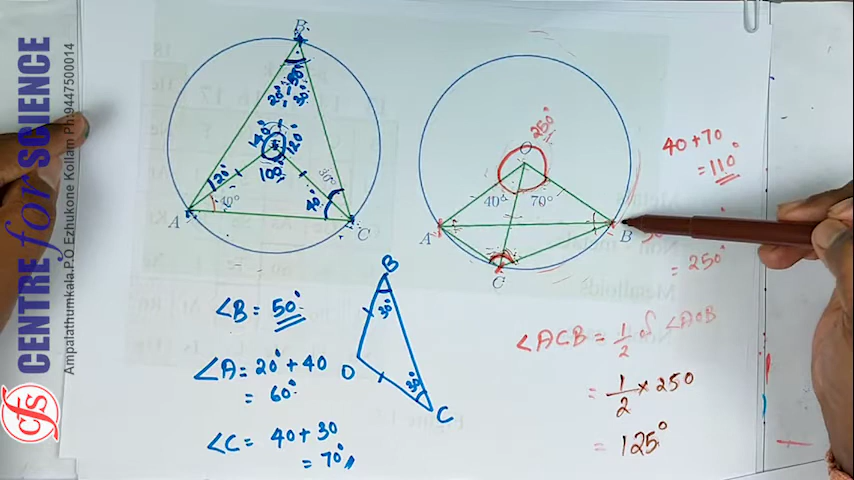 CENTRE for SCIENCE
Ampalathumkala.P.O Ezhukone Kollam Ph:9447500014
cfs
B
50°
20° 30°
140° 120°
100°
20°
40°
30°
40°
A
C
∠B = 50°
∠A = 20° + 40
= 60°
∠C = 40 + 30
= 70°
B
30°
O
30°
C
250°
O
40° 70°
A
B
C
40 + 70
= 110°
= 250°
∠ACB = 1/2 of ∠AOB
= 1/2 × 250
= 125°